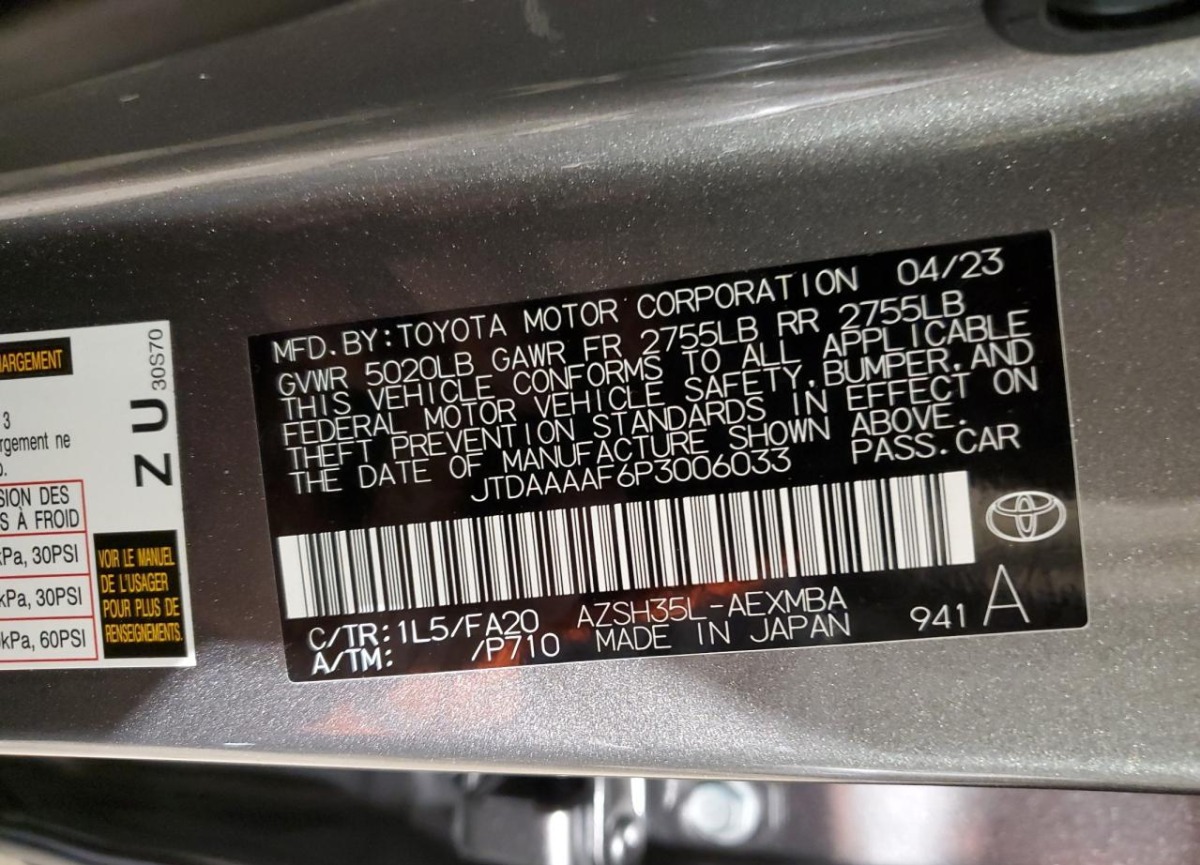 ARGEMENT
3
rgement ne
SION DES
S À FROID
kPa, 30PSI
kPa, 30PSI
kPa, 60PSI
Z U 30S70
VOIR LE MANUEL
DE L'USAGER
POUR PLUS DE
RENSEIGNEMENTS.
MFD. BY: TOYOTA MOTOR CORPORATION 04/23
GVWR 5020LB GAWR FR 2755LB RR 2755LB
THIS VEHICLE CONFORMS TO ALL APPLICABLE
FEDERAL MOTOR VEHICLE SAFETY, BUMPER, AND
THEFT PREVENTION STANDARDS IN EFFECT ON
THE DATE OF MANUFACTURE SHOWN ABOVE.
JTDAAAAF6P3006033 PASS. CAR
C/TR: 1L5/FA20 AZSH35L-AEXMBA
A/TM: /P710 MADE IN JAPAN 941 A